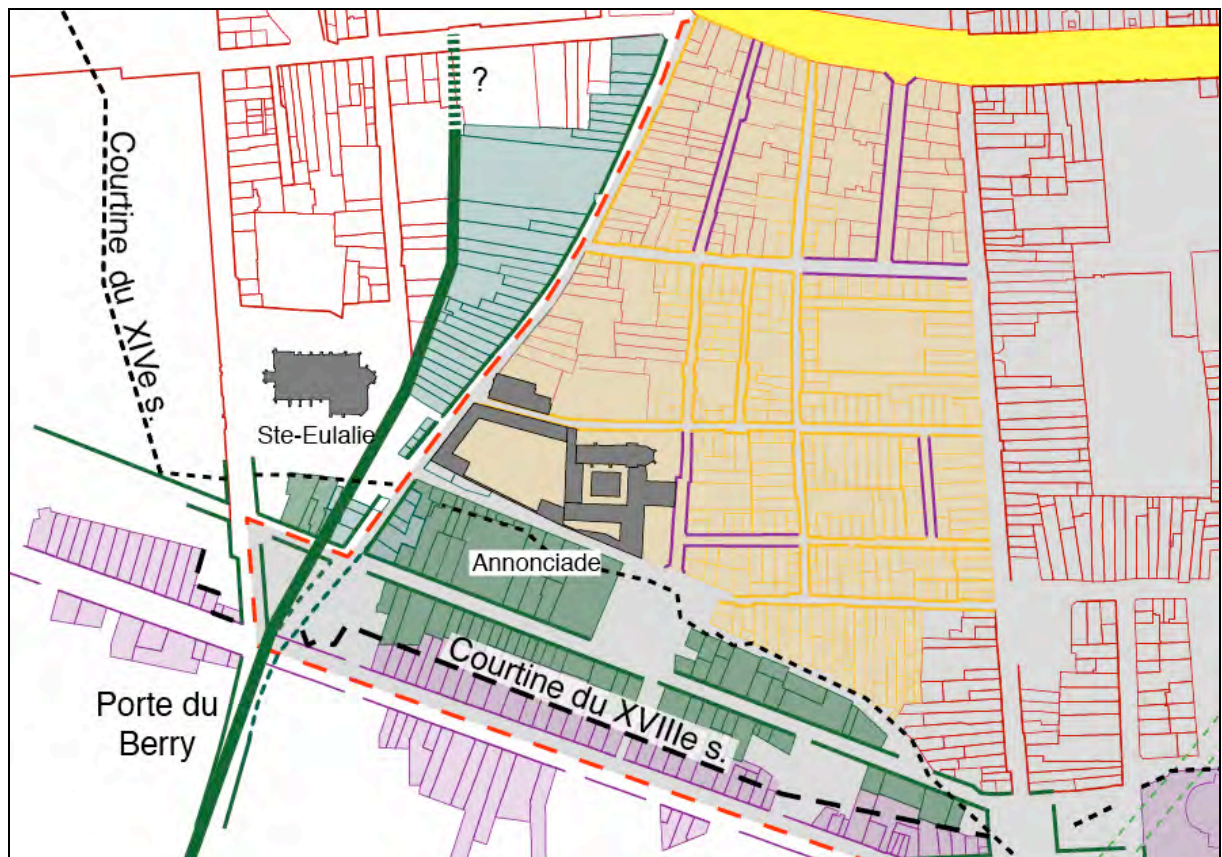 ?
Courtine du XIVe s.
Ste-Eulalie
Annonciade
Courtine du XVIIIe s.
Porte du
Berry